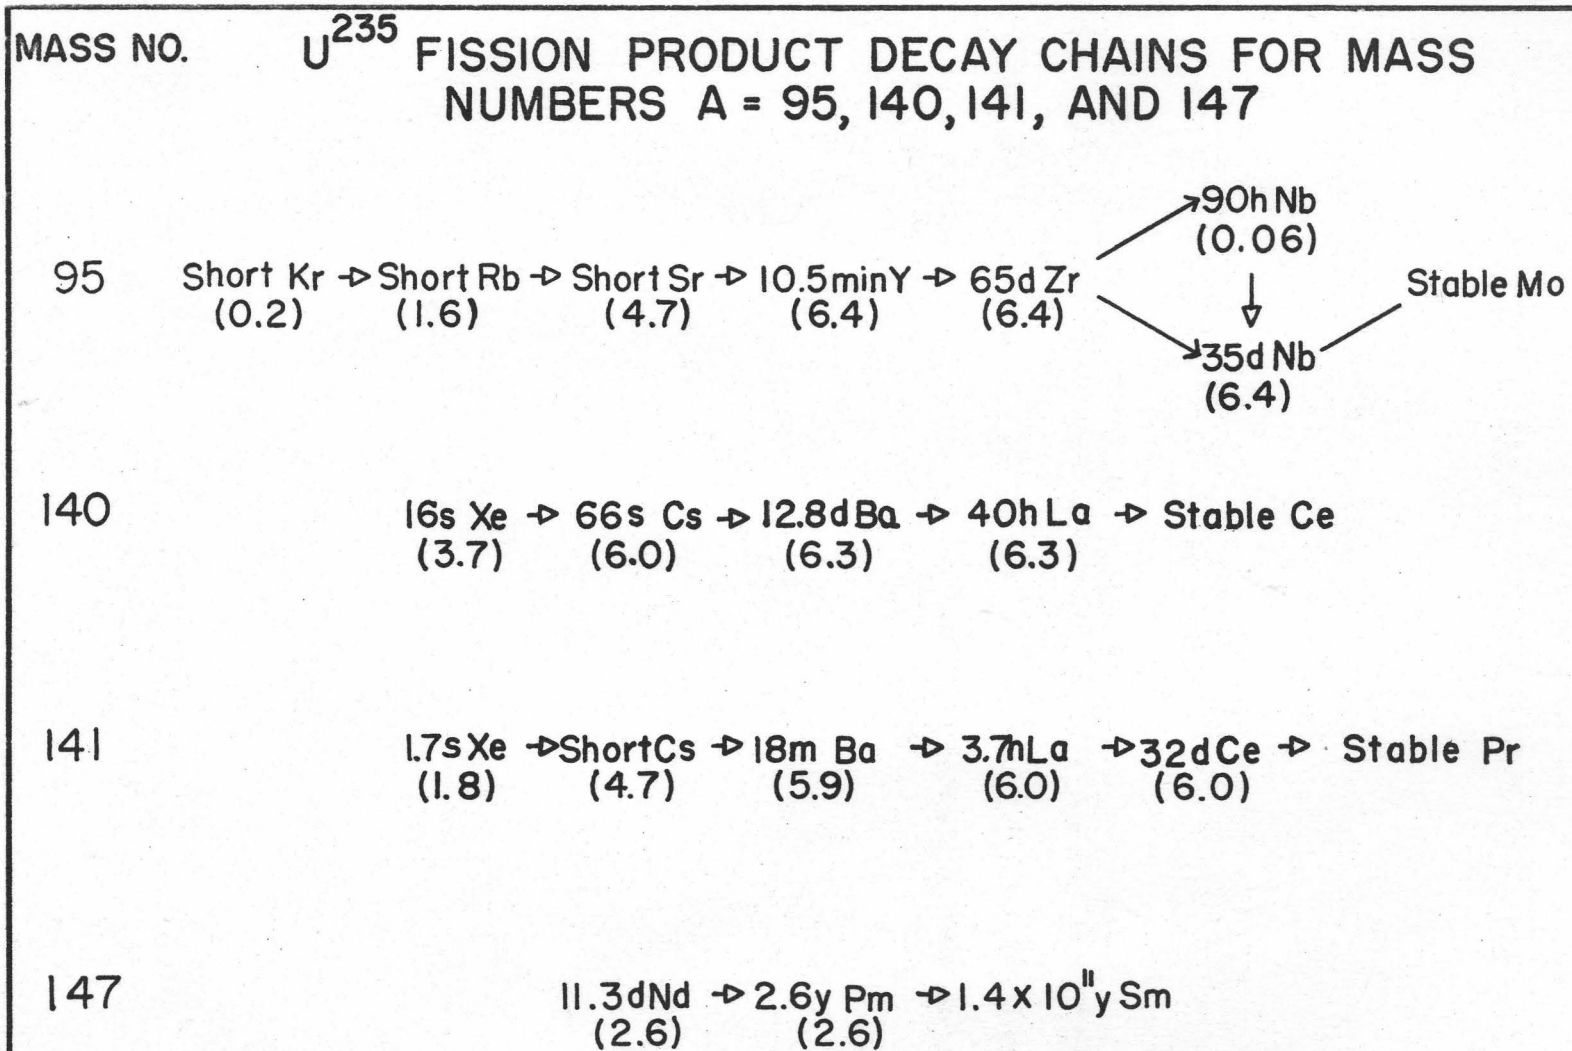 MASS NO.
U²³⁵ FISSION PRODUCT DECAY CHAINS FOR MASS
NUMBERS A = 95, 140, 141, AND 147
90h Nb
(0.06)
95 Short Kr → Short Rb → Short Sr → 10.5min Y → 65d Zr Stable Mo
(0.2) (1.6) (4.7) (6.4) (6.4)
35d Nb
(6.4)
140 16s Xe → 66s Cs → 12.8d Ba → 40h La → Stable Ce
(3.7) (6.0) (6.3) (6.3)
141 1.7s Xe → Short Cs → 18m Ba → 3.7h La → 32d Ce → Stable Pr
(1.8) (4.7) (5.9) (6.0) (6.0)
147 11.3d Nd → 2.6y Pm → 1.4 x 10¹¹y Sm
(2.6) (2.6)